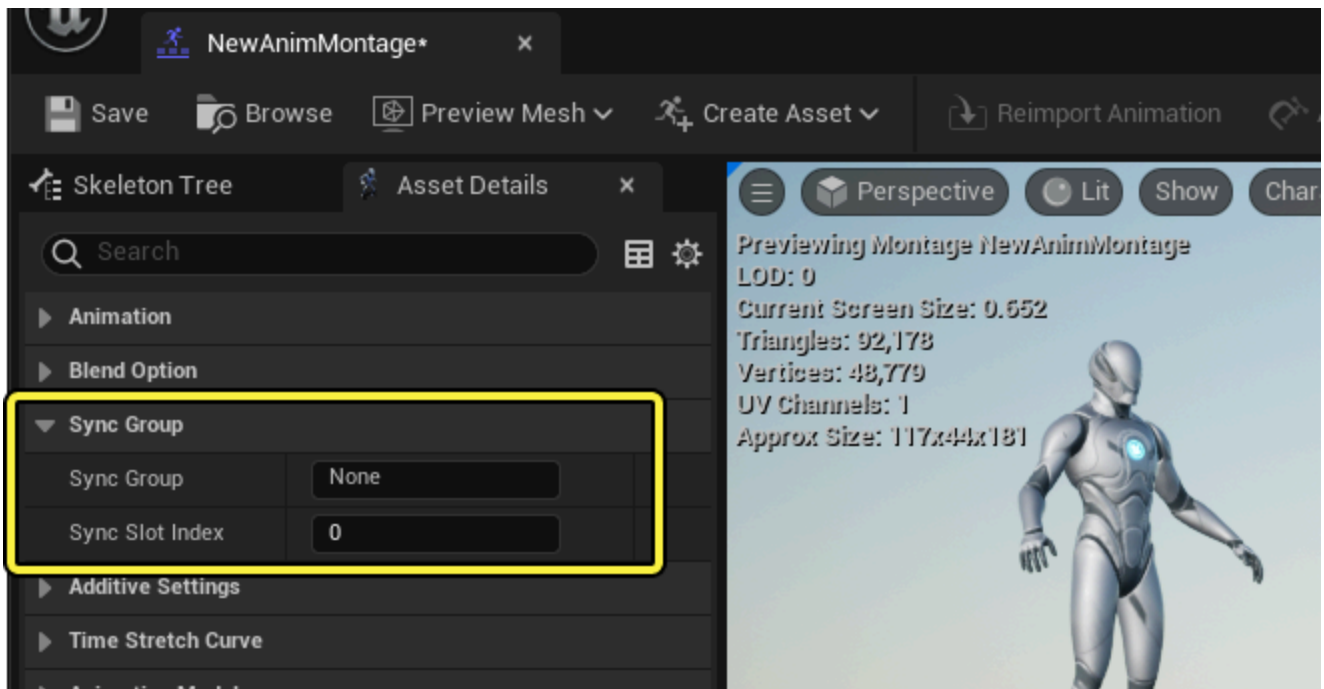 NewAnimMontage*
Save Browse Preview Mesh Create Asset Reimport Animation
Skeleton Tree Asset Details
Perspective Lit Show
Search
Previewing Montage NewAnimMontage
LOD: 0
Current Screen Size: 0.652
Triangles: 92,178
Vertices: 48,779
UV Channels: 1
Approx Size: 117x44x181
Animation
Blend Option
Sync Group
Sync Group None
Sync Slot Index 0
Additive Settings
Time Stretch Curve